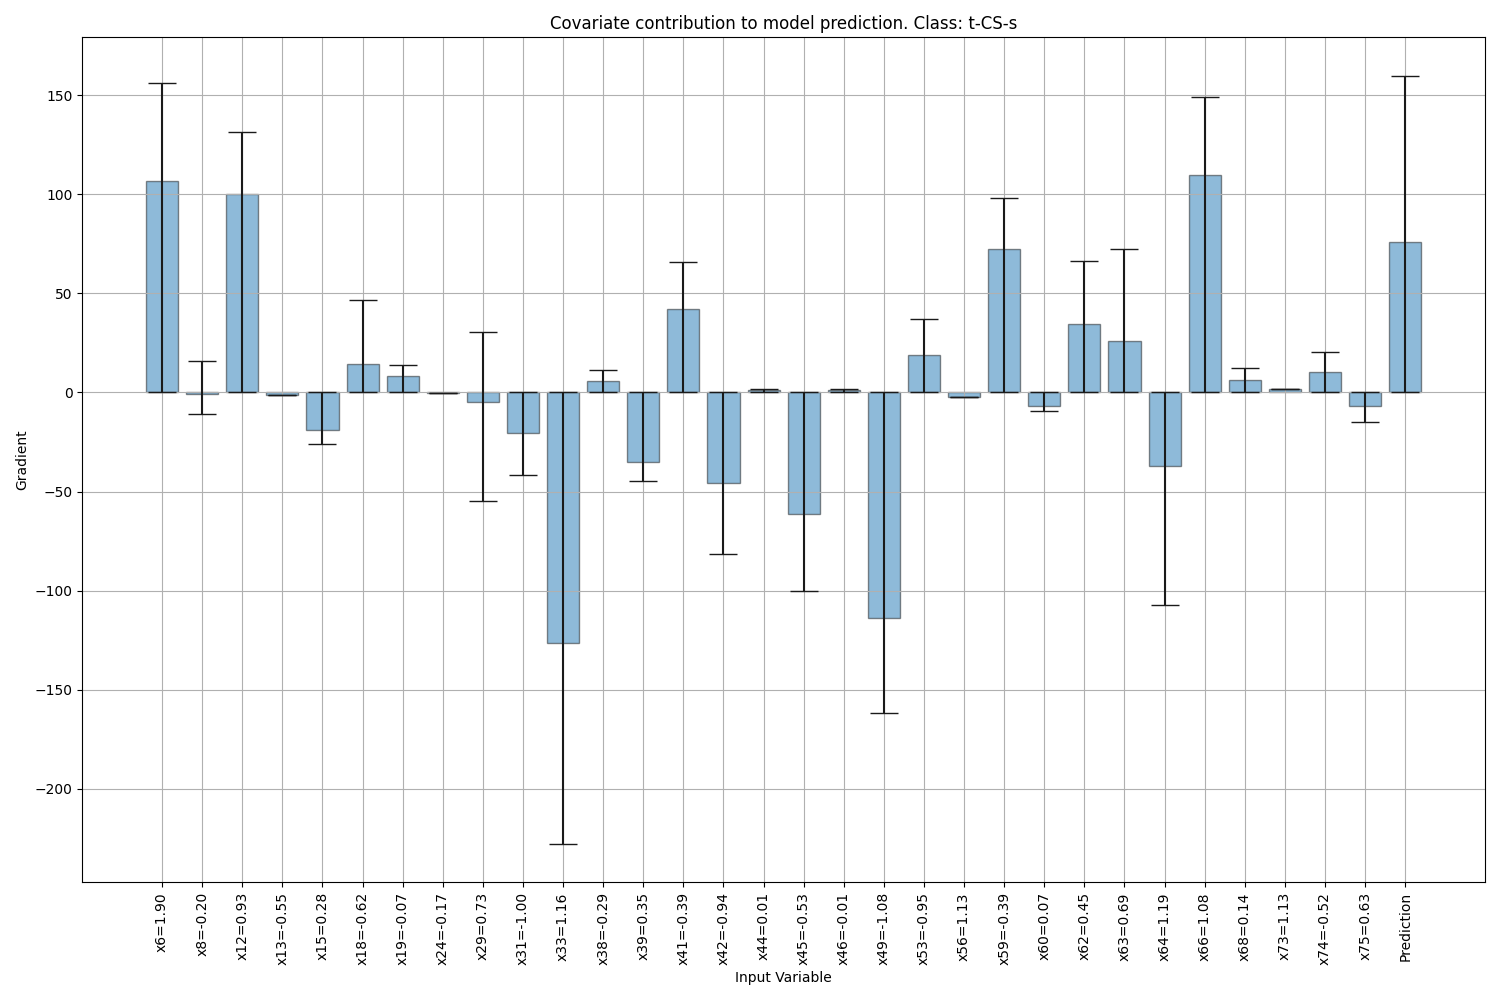 Covariate contribution to model prediction. Class: t-CS-s
Gradient
150
100
50
0
−50
−100
−150
−200
x6=1.90
x8=-0.20
x12=0.93
x13=-0.55
x15=0.28
x18=-0.62
x19=-0.07
x24=-0.17
x29=0.73
x31=-1.00
x33=1.16
x38=-0.29
x39=0.35
x41=-0.39
x42=-0.94
x44=0.01
x45=-0.53
x46=-0.01
x49=-1.08
x53=-0.95
x56=1.13
x59=-0.39
x60=0.07
x62=0.45
x63=0.69
x64=1.19
x66=1.08
x68=0.14
x73=1.13
x74=-0.52
x75=0.63
Prediction
Input Variable